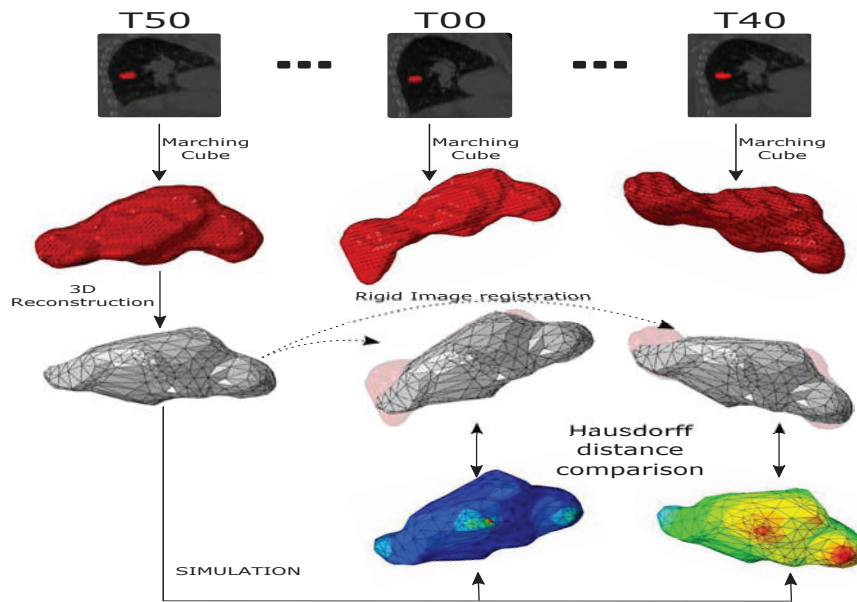 T50
T00
T40
Marching
Cube
Marching
Cube
Marching
Cube
3D
Reconstruction
Rigid Image registration
Hausdorff
distance
comparison
SIMULATION